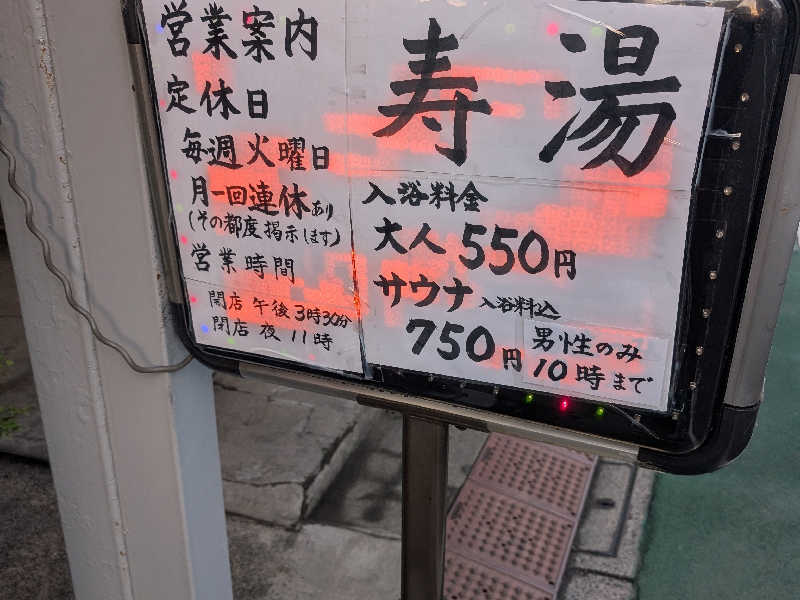 営業案内
定休日
毎週火曜日
月一回連休あり
(その都度掲示します)
営業時間
開店 午後3時30分
閉店 夜11時
寿湯
入浴料金
大人550円
サウナ入浴料込
750円
男性のみ
10時まで